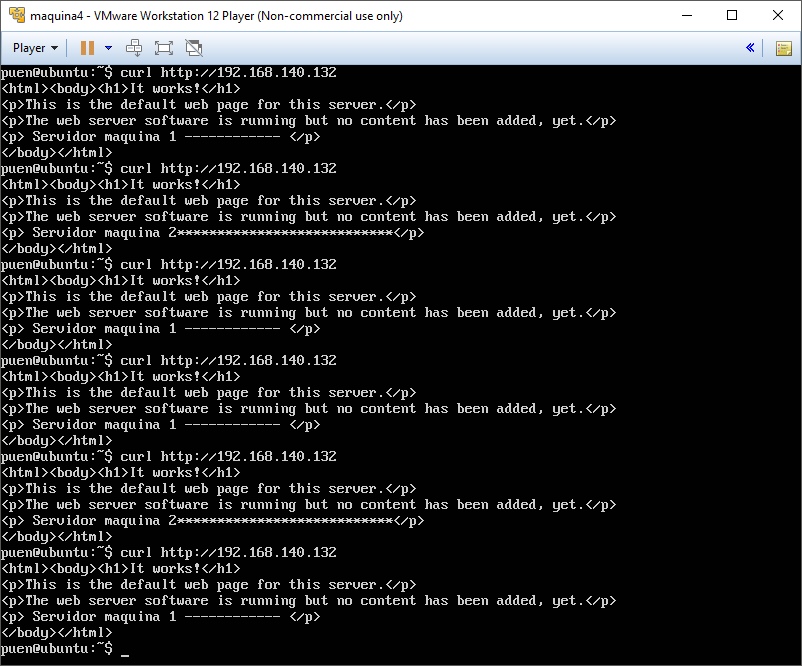 maquina4 - VMware Workstation 12 Player (Non-commercial use only)
Player
puen@ubuntu:~$ curl http://192.168.140.132
<html><body><h1>It works!</h1>
<p>This is the default web page for this server.</p>
<p>The web server software is running but no content has been added, yet.</p>
<p> Servidor maquina 1 ------------ </p>
</body></html>
puen@ubuntu:~$ curl http://192.168.140.132
<html><body><h1>It works!</h1>
<p>This is the default web page for this server.</p>
<p>The web server software is running but no content has been added, yet.</p>
<p> Servidor maquina 2***************************</p>
</body></html>
puen@ubuntu:~$ curl http://192.168.140.132
<html><body><h1>It works!</h1>
<p>This is the default web page for this server.</p>
<p>The web server software is running but no content has been added, yet.</p>
<p> Servidor maquina 1 ------------ </p>
</body></html>
puen@ubuntu:~$ curl http://192.168.140.132
<html><body><h1>It works!</h1>
<p>This is the default web page for this server.</p>
<p>The web server software is running but no content has been added, yet.</p>
<p> Servidor maquina 1 ------------ </p>
</body></html>
puen@ubuntu:~$ curl http://192.168.140.132
<html><body><h1>It works!</h1>
<p>This is the default web page for this server.</p>
<p>The web server software is running but no content has been added, yet.</p>
<p> Servidor maquina 2***************************</p>
</body></html>
puen@ubuntu:~$ curl http://192.168.140.132
<html><body><h1>It works!</h1>
<p>This is the default web page for this server.</p>
<p>The web server software is running but no content has been added, yet.</p>
<p> Servidor maquina 1 ------------ </p>
</body></html>
puen@ubuntu:~$ _